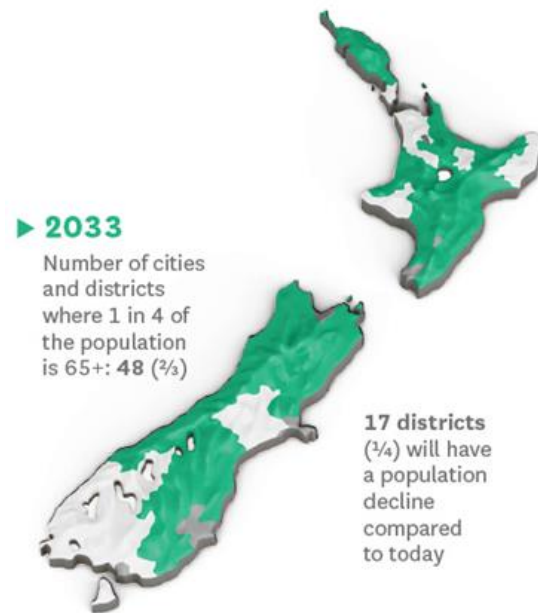 ▶ 2033
Number of cities
and districts
where 1 in 4 of
the population
is 65+: 48 (⅔)
17 districts
(¼) will have
a population
decline
compared
to today